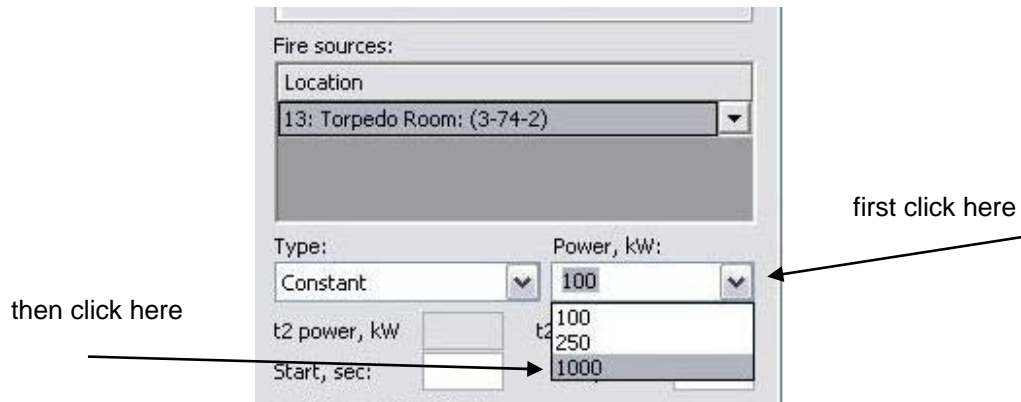 Fire sources:
Location
13: Torpedo Room: (3-74-2)
first click here
Type:
Power, kW:
Constant
100
then click here
100
t2 power, kW
250
1000
Start, sec: